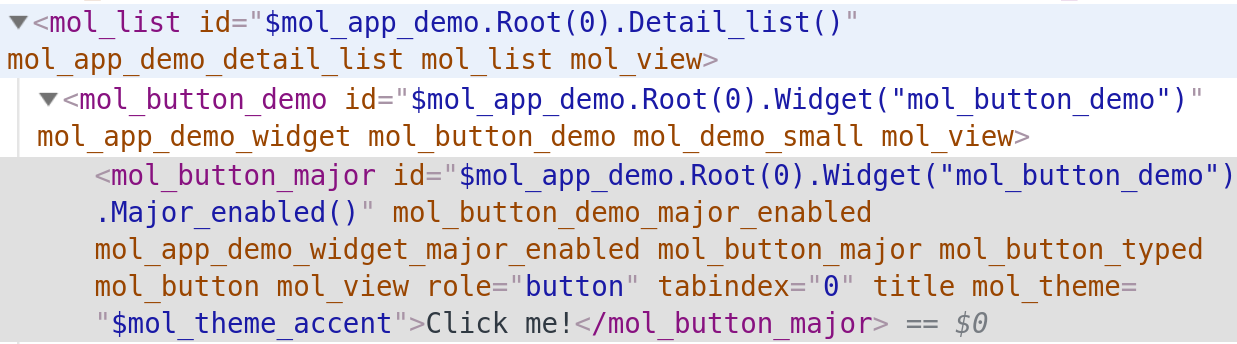 ▼<mol_list id="$mol_app_demo.Root(0).Detail_list()"
mol_app_demo_detail_list mol_list mol_view>
▼<mol_button_demo id="$mol_app_demo.Root(0).Widget("mol_button_demo")"
mol_app_demo_widget mol_button_demo mol_demo_small mol_view>
<mol_button_major id="$mol_app_demo.Root(0).Widget("mol_button_demo")
.Major_enabled()" mol_button_demo_major_enabled
mol_app_demo_widget_major_enabled mol_button_major mol_button_typed
mol_button mol_view role="button" tabindex="0" title mol_theme=
"$mol_theme_accent">Click me!</mol_button_major> == $0